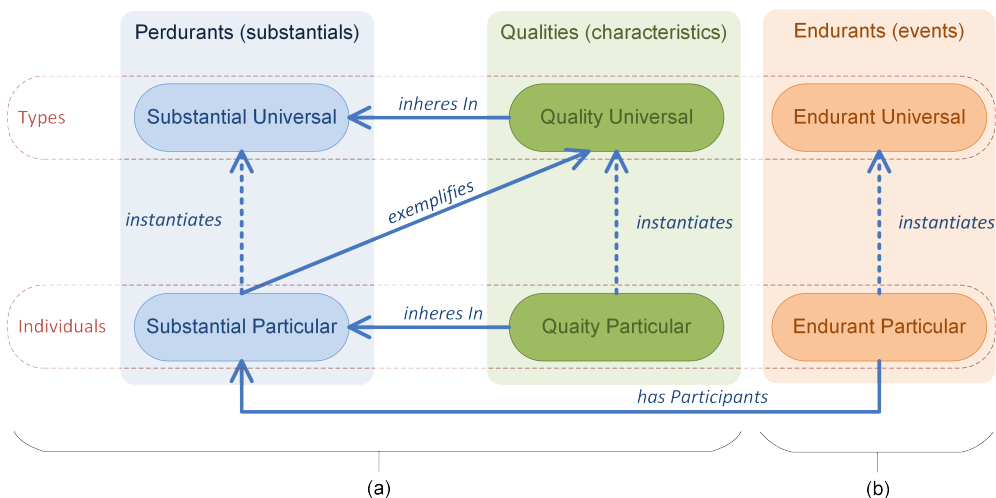 Perdurants (substantials)
Qualities (characteristics)
Endurants (events)
Types
Substantial Universal
inheres In
Quality Universal
Endurant Universal
instantiates
exemplifies
instantiates
instantiates
Individuals
Substantial Particular
inheres In
Quaity Particular
Endurant Particular
has Participants
(a)
(b)